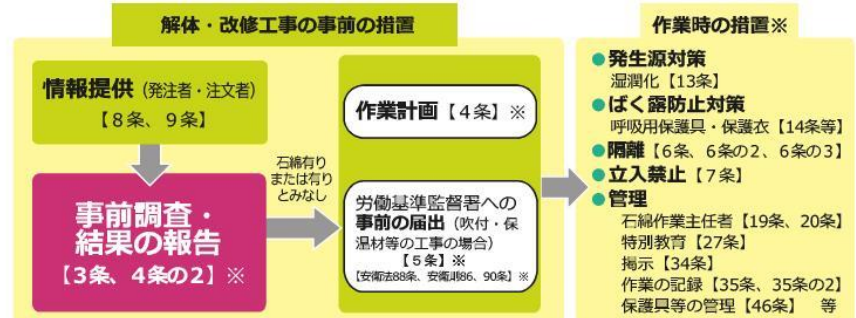 解体・改修工事の事前の措置
情報提供（発注者・注文者）
【８条、９条】
事前調査・
結果の報告
【３条、４条の２】※
石綿有り
または有り
とみなし
作業計画【４条】※
労働基準監督署への
事前の届出（吹付・保
温材等の工事の場合）
【５条】※
【安衛法88条、安衛則86、90条】※
作業時の措置※
●発生源対策
湿潤化【13条】
●ばく露防止対策
呼吸用保護具・保護衣【14条等】
●隔離【６条、６条の２、６条の３】
●立入禁止【７条】
●管理
石綿作業主任者【19条、20条】
特別教育【27条】
掲示【34条】
作業の記録【35条、35条の2】
保護具等の管理【46条】　等